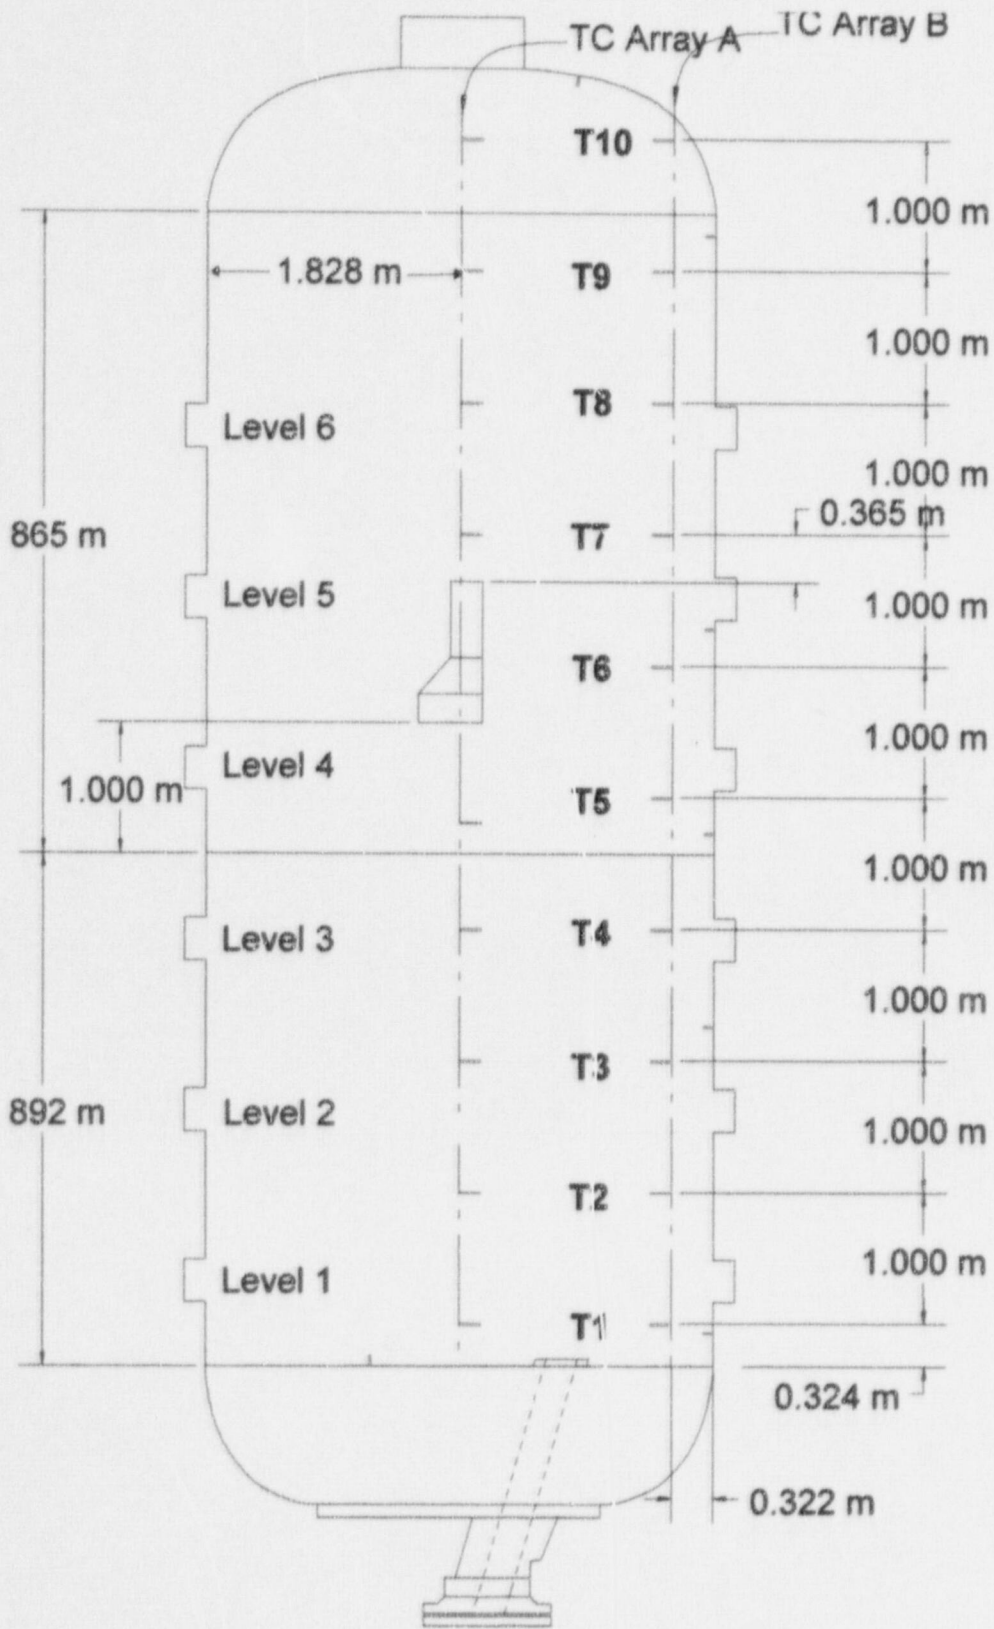 TC Array A
TC Array B
T10
1.000 m
1.828 m
T9
1.000 m
T8
Level 6
1.000 m
0.365 m
865 m
T7
Level 5
1.000 m
T6
1.000 m
Level 4
1.000 m
T5
1.000 m
Level 3
T4
1.000 m
T3
892 m
Level 2
1.000 m
T2
1.000 m
Level 1
T1
0.324 m
0.322 m